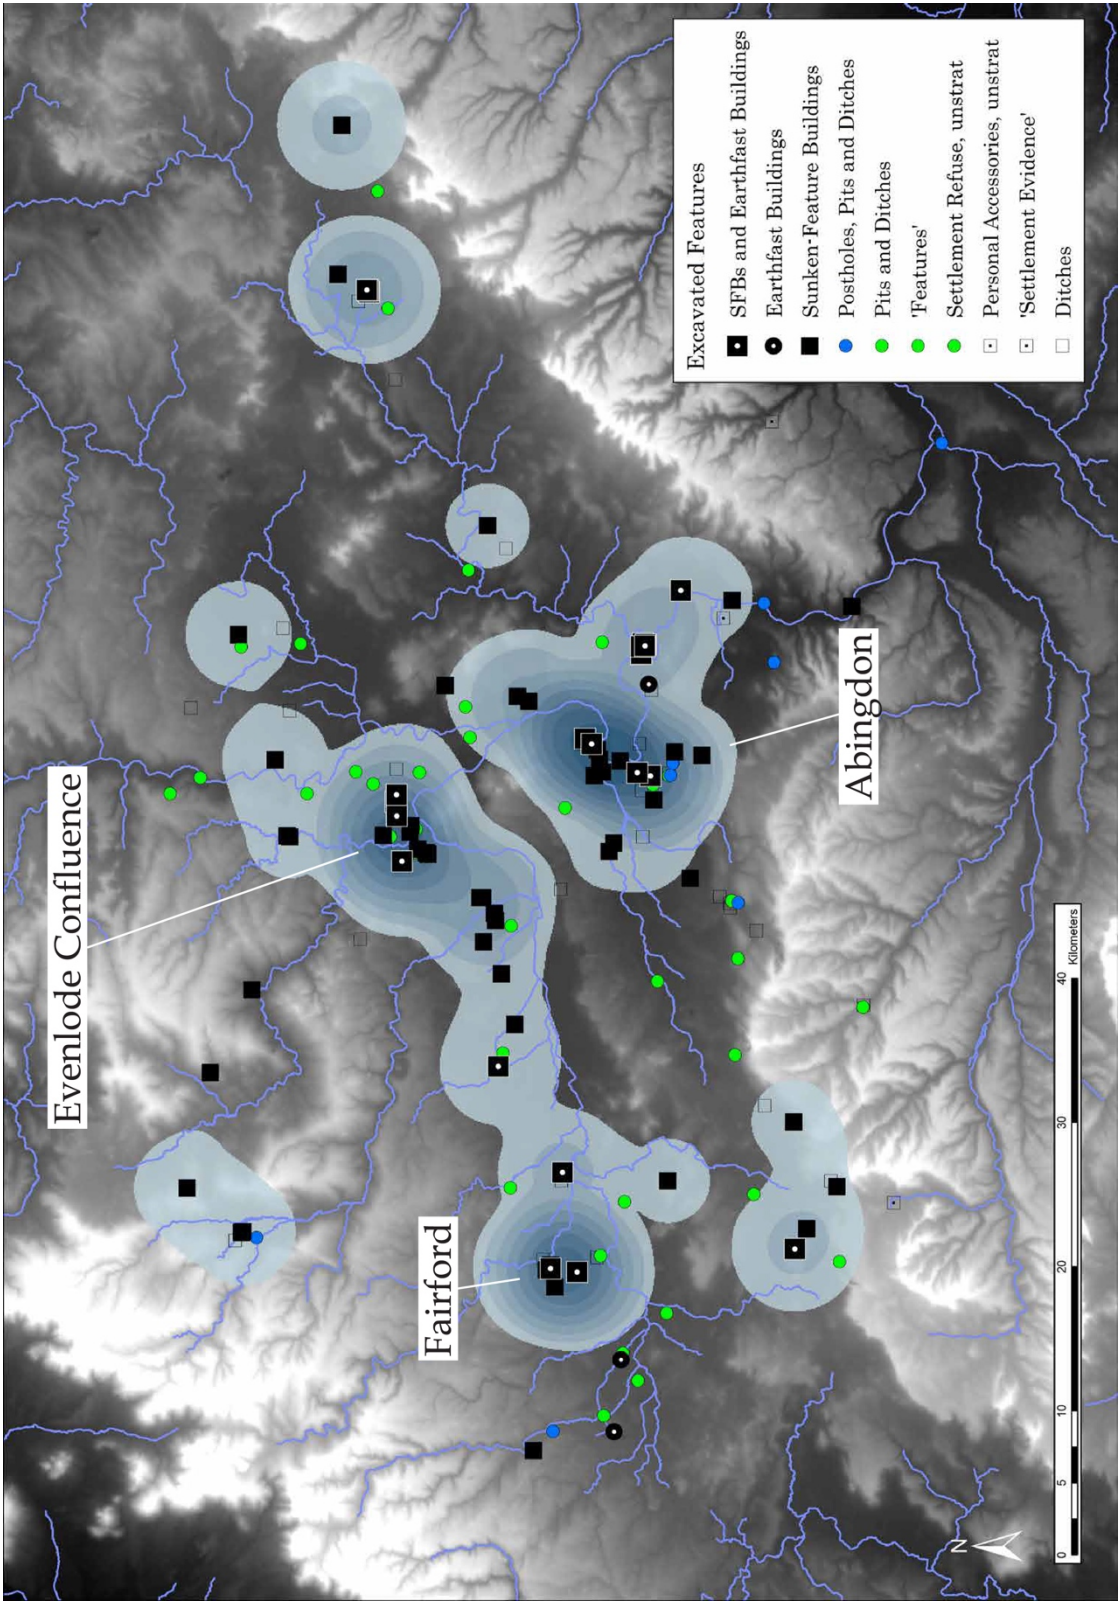 Evenlode Confluence
Fairford
Abingdon
Excavated Features
SFBs and Earthfast Buildings
Earthfast Buildings
Sunken-Feature Buildings
Postholes, Pits and Ditches
Pits and Ditches
'Features'
Settlement Refuse, unstrat
Personal Accessories, unstrat
'Settlement Evidence'
Ditches
N
0 5 10 20 30 40
Kilometers